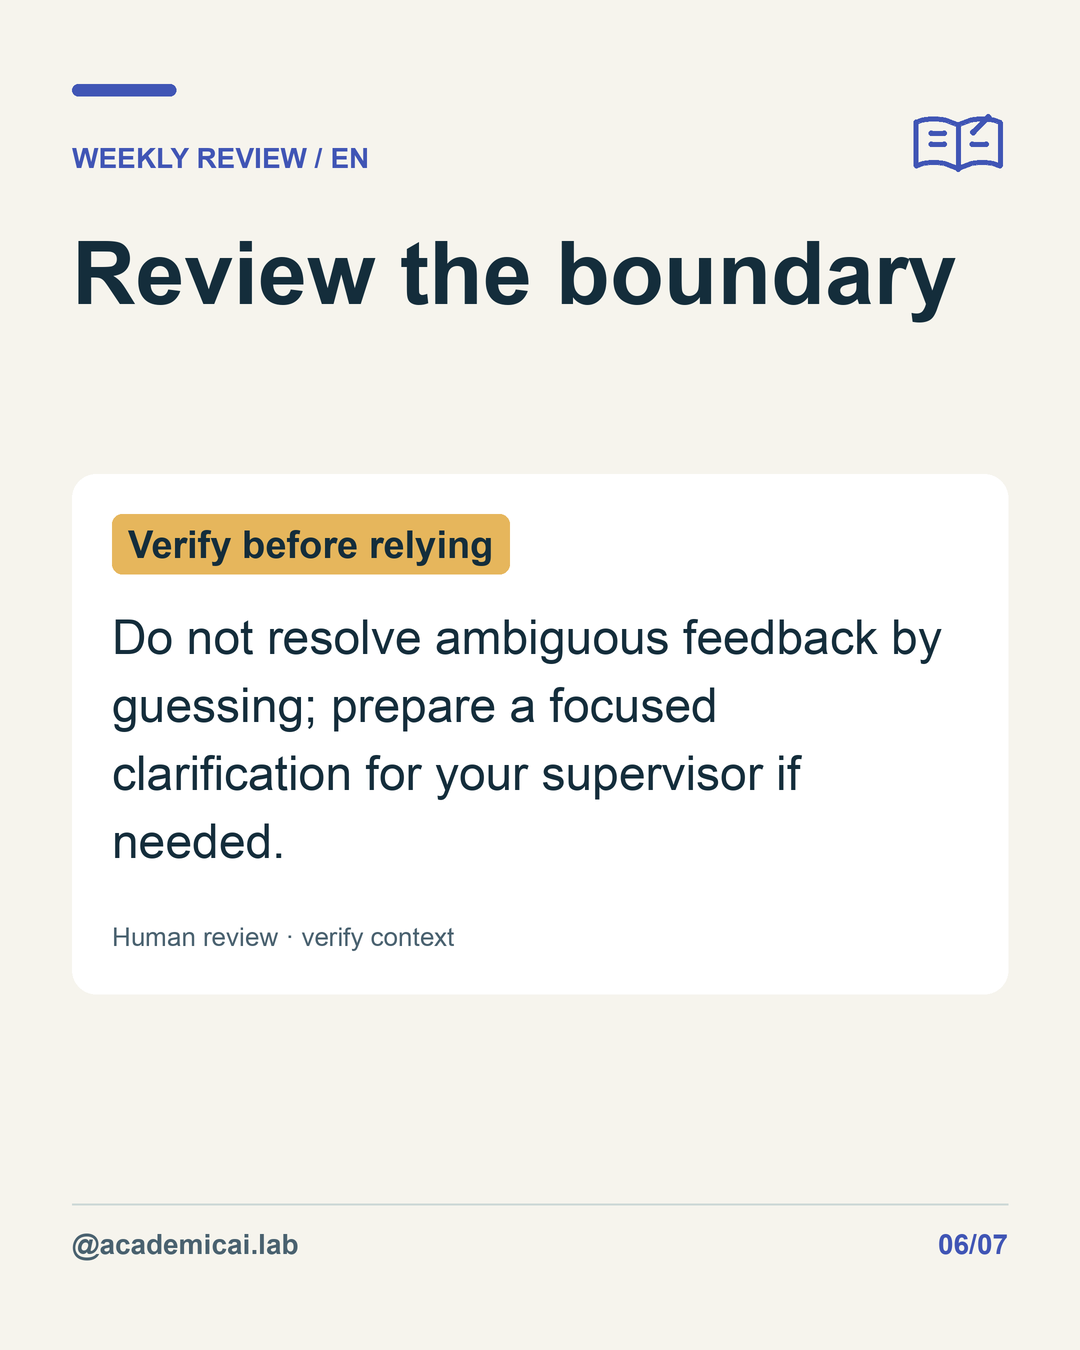 WEEKLY REVIEW / EN
Review the boundary
Verify before relying
Do not resolve ambiguous feedback by
guessing; prepare a focused
clarification for your supervisor if
needed.
Human review · verify context
@academicai.lab
06/07